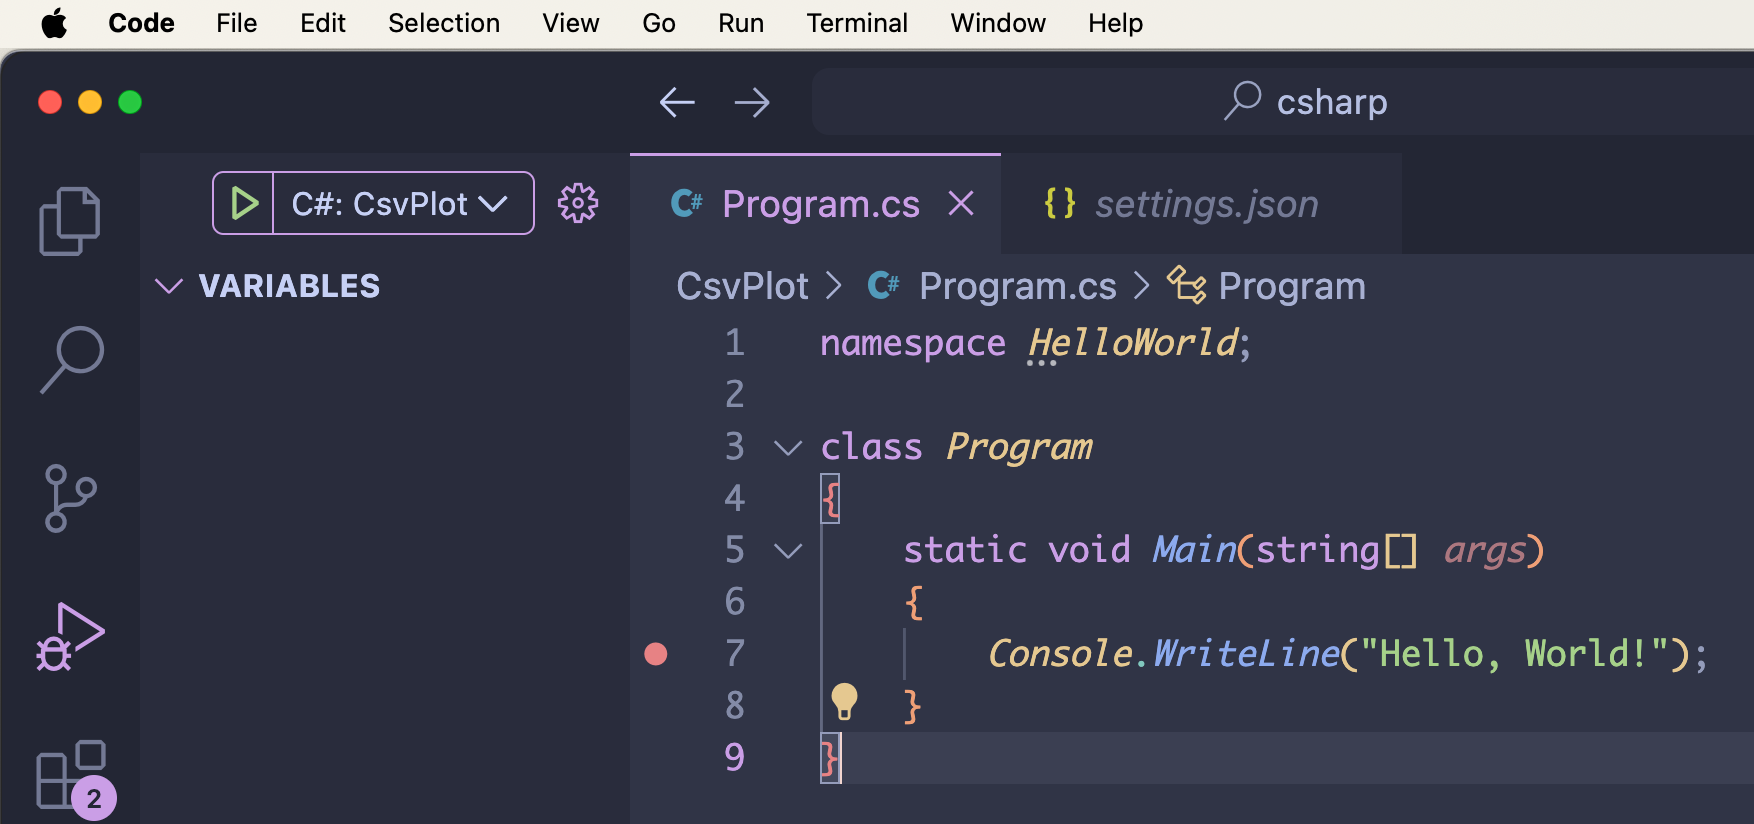 Code File Edit Selection View Go Run Terminal Window Help
csharp
C#: CsvPlot
C# Program.cs {} settings.json
VARIABLES
CsvPlot > C# Program.cs > Program
1 namespace HelloWorld;
2
3 class Program
4 {
5 static void Main(string[] args)
6 {
7 Console.WriteLine("Hello, World!");
8 }
9 }
2